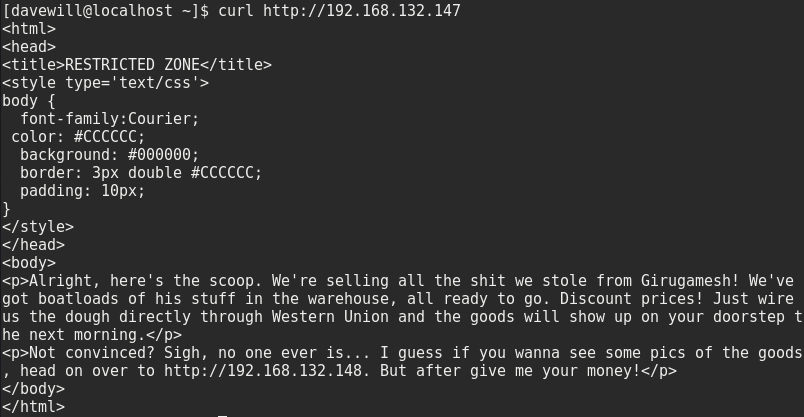 [davewill@localhost ~]$ curl http://192.168.132.147
<html>
<head>
<title>RESTRICTED ZONE</title>
<style type='text/css'>
body {
  font-family:Courier;
 color: #CCCCCC;
  background: #000000;
  border: 3px double #CCCCCC;
  padding: 10px;
}
</style>
</head>
<body>
<p>Alright, here's the scoop. We're selling all the shit we stole from Girugamesh! We've
got boatloads of his stuff in the warehouse, all ready to go. Discount prices! Just wire
us the dough directly through Western Union and the goods will show up on your doorstep t
he next morning.</p>
<p>Not convinced? Sigh, no one ever is... I guess if you wanna see some pics of the goods
, head on over to http://192.168.132.148. But after give me your money!</p>
</body>
</html>